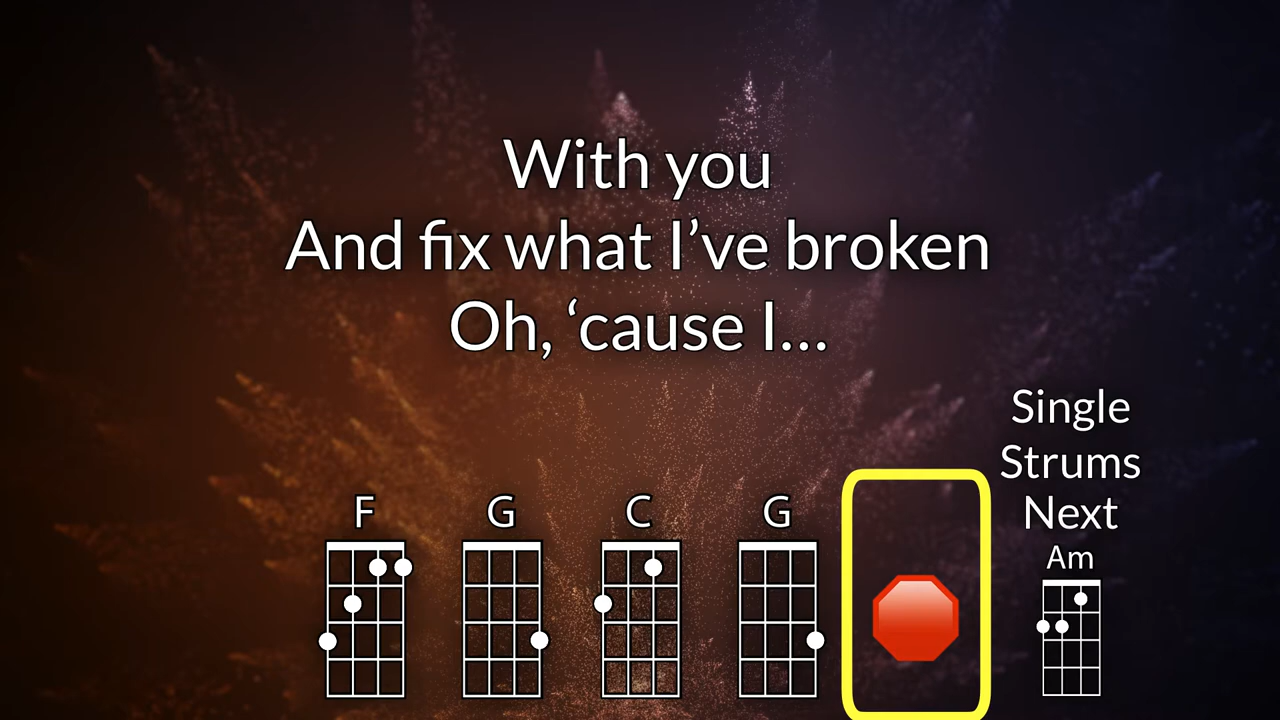 With you
And fix what I’ve broken
Oh, ‘cause I…
Single
Strums
Next
F G C G Am